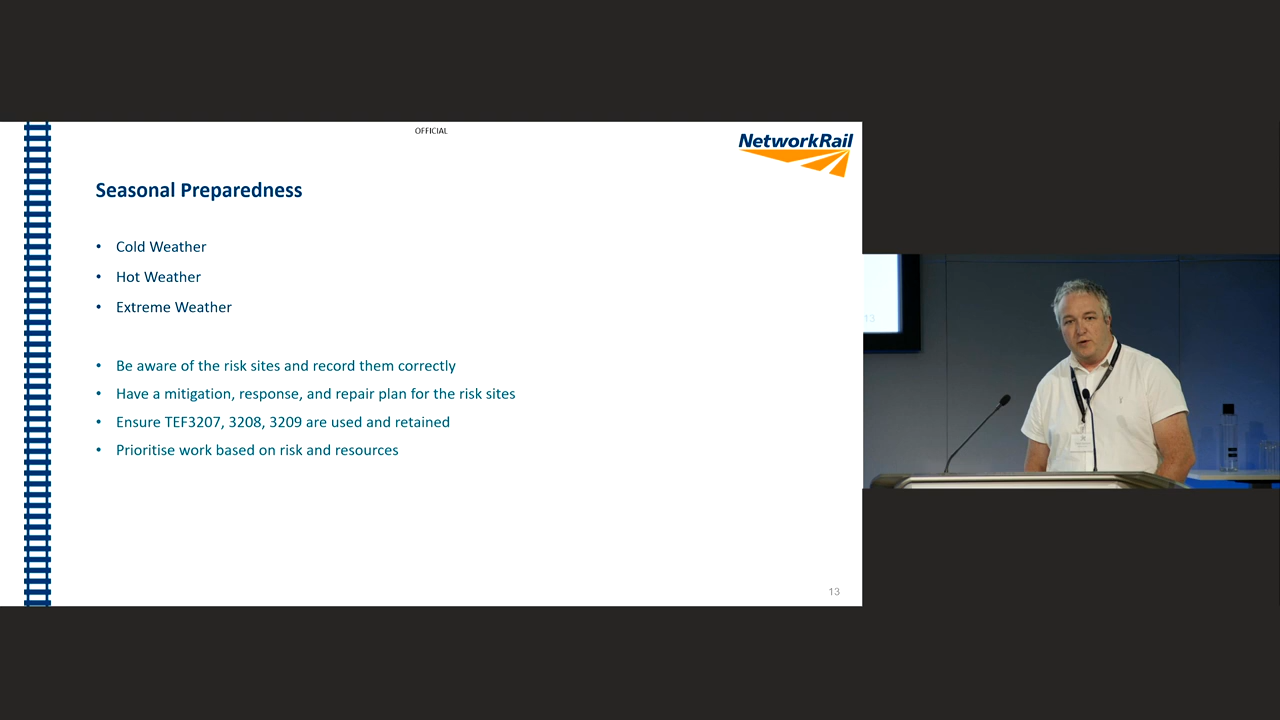 OFFICIAL
NetworkRail
Seasonal Preparedness
• Cold Weather
• Hot Weather
• Extreme Weather
• Be aware of the risk sites and record them correctly
• Have a mitigation, response, and repair plan for the risk sites
• Ensure TEF3207, 3208, 3209 are used and retained
• Prioritise work based on risk and resources
13
13